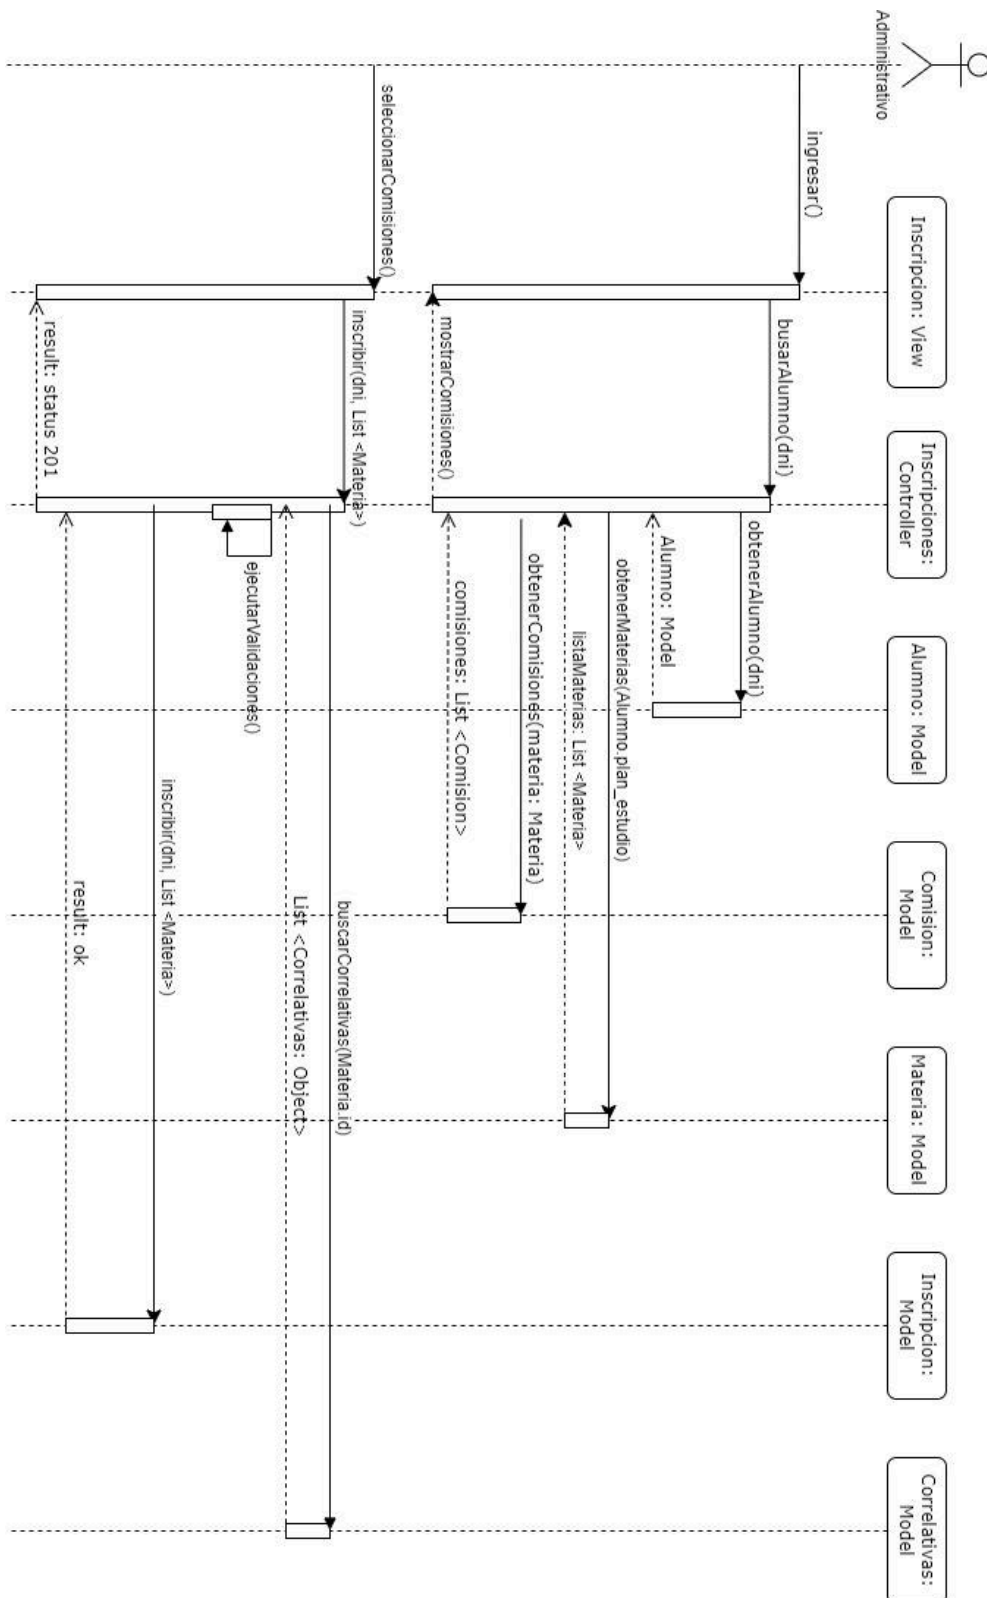 Administrativo
Inscripcion: View
Inscripciones:
Controller
Alumno: Model
Comision:
Model
Materia: Model
Inscripcion:
Model
Correlativas:
Model
ingresar()
busarAlumno(dni)
obtenerAlumno(dni)
Alumno: Model
obtenerMaterias(Alumno.plan_estudio)
listaMaterias: List <Materia>
obtenerComisiones(materia: Materia)
comisiones: List <Comision>
mostrarComisiones()
seleccionarComisiones()
inscribir(dni, List <Materia>)
buscarCorrelativas(Materia.id)
List <Correlativas: Object>
ejecutarValidaciones()
inscribir(dni, List <Materia>)
result: ok
result: status 201